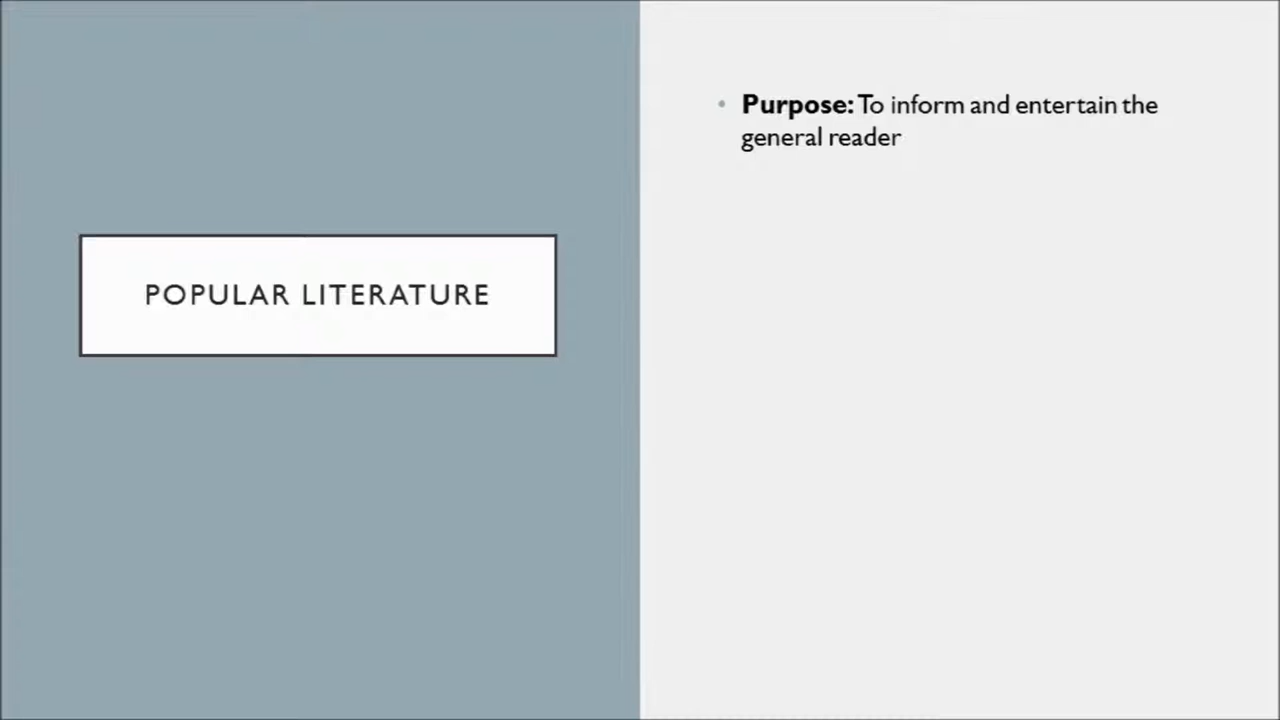 POPULAR LITERATURE
• Purpose: To inform and entertain the
general reader